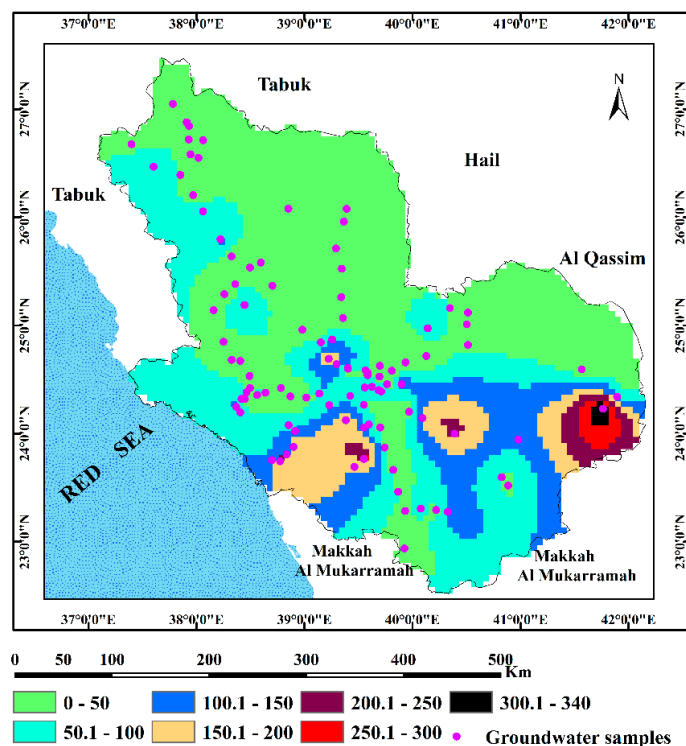 37°0'0"E 38°0'0"E 39°0'0"E 40°0'0"E 41°0'0"E 42°0'0"E
N
Tabuk
Hail
Tabuk
Al Qassim
RED SEA
Makkah
Al Mukarramah
Makkah
Al Mukarramah
27°0'0"N 26°0'0"N 25°0'0"N 24°0'0"N 23°0'0"N
27°0'0"N 26°0'0"N 25°0'0"N 24°0'0"N 23°0'0"N
37°0'0"E 38°0'0"E 39°0'0"E 40°0'0"E 41°0'0"E 42°0'0"E
0 50 100 200 300 400 500
Km
0 - 50 100.1 - 150 200.1 - 250 300.1 - 340
50.1 - 100 150.1 - 200 250.1 - 300 Groundwater samples